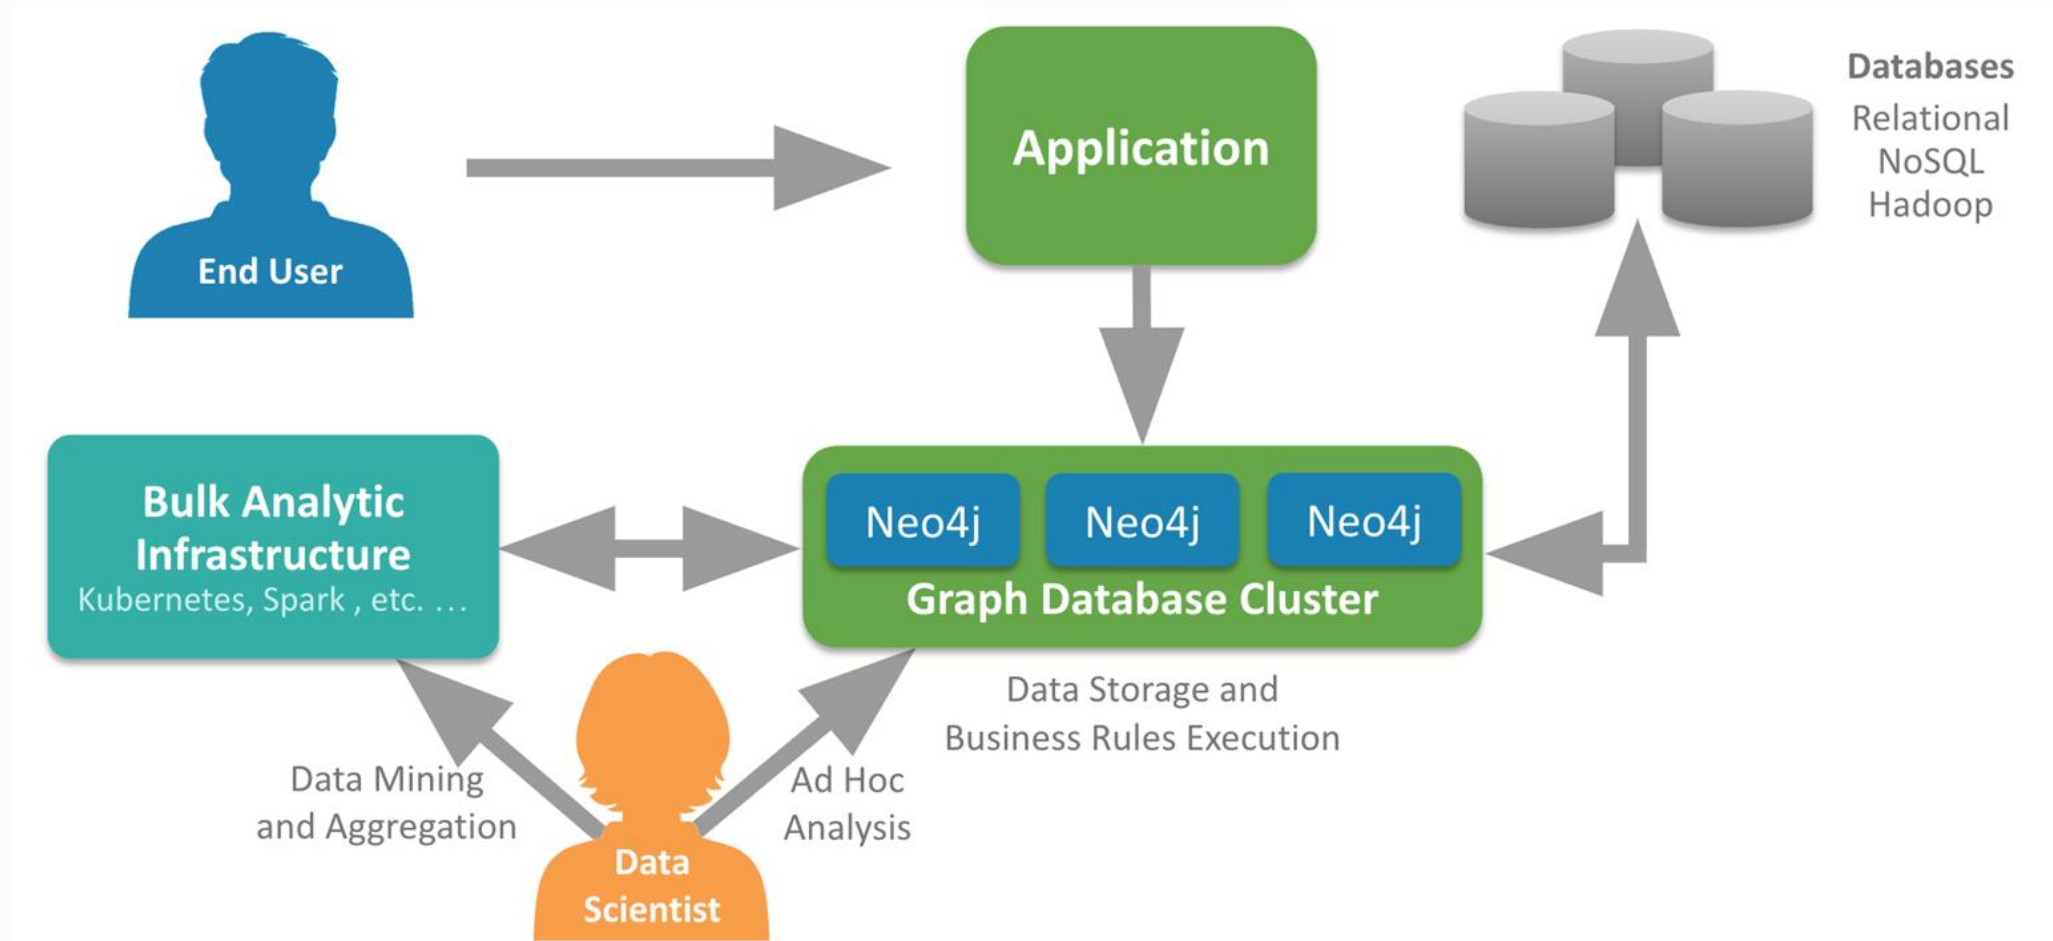 End User
Application
Databases
Relational
NoSQL
Hadoop
Bulk Analytic
Infrastructure
Kubernetes, Spark , etc. …
Neo4j
Neo4j
Neo4j
Graph Database Cluster
Data Storage and
Business Rules Execution
Data Mining
and Aggregation
Ad Hoc
Analysis
Data
Scientist